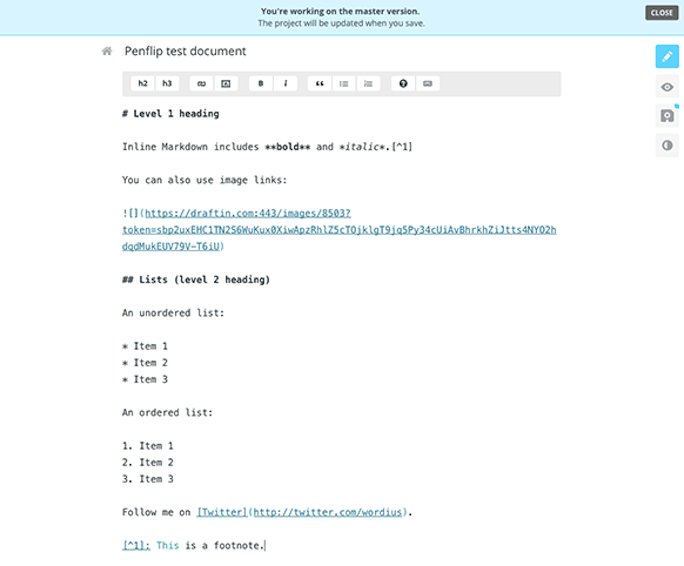 You're working on the master version.
The project will be updated when you save.
CLOSE
Penflip test document
h2 h3 B i
# Level 1 heading
Inline Markdown includes **bold** and *italic*.[^1]
You can also use image links:
![](https://draftin.com:443/images/8503?
token=sbp2uxEHC1TN2S6WuKux0XiwApzRhlZ5cTOjklgT9jq5Py34cUiAvBhrkhZiJtts4NYO2h
dqdMukEUV79V-T6iU)
## Lists (level 2 heading)
An unordered list:
* Item 1
* Item 2
* Item 3
An ordered list:
1. Item 1
2. Item 2
3. Item 3
Follow me on [Twitter](http://twitter.com/wordius).
[^1]: This is a footnote.